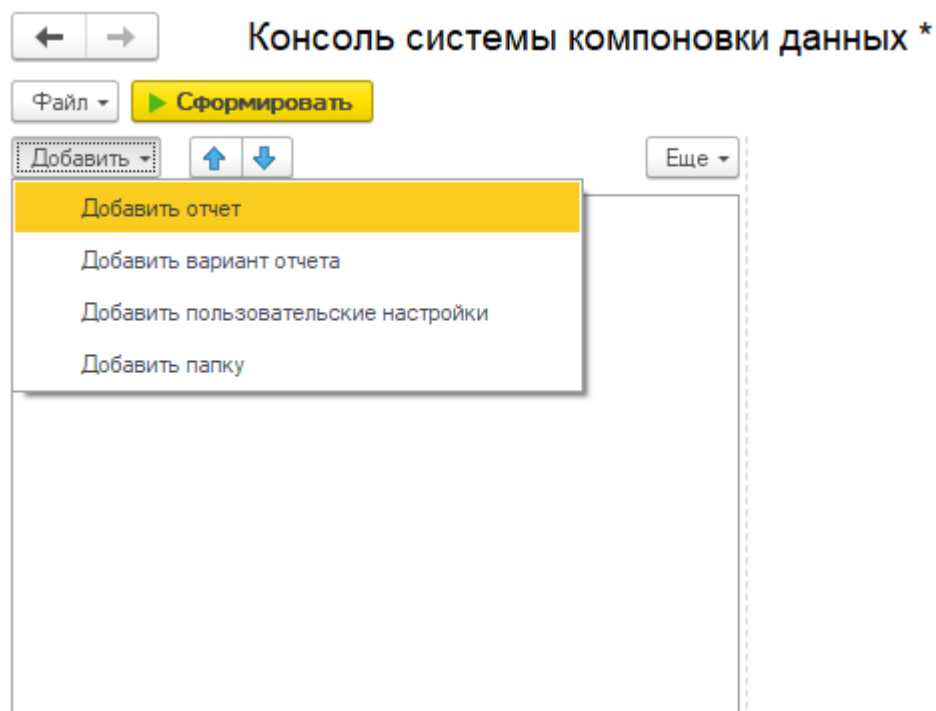 Консоль системы компоновки данных *
Файл Сформировать
Добавить Еще
Добавить отчет
Добавить вариант отчета
Добавить пользовательские настройки
Добавить папку